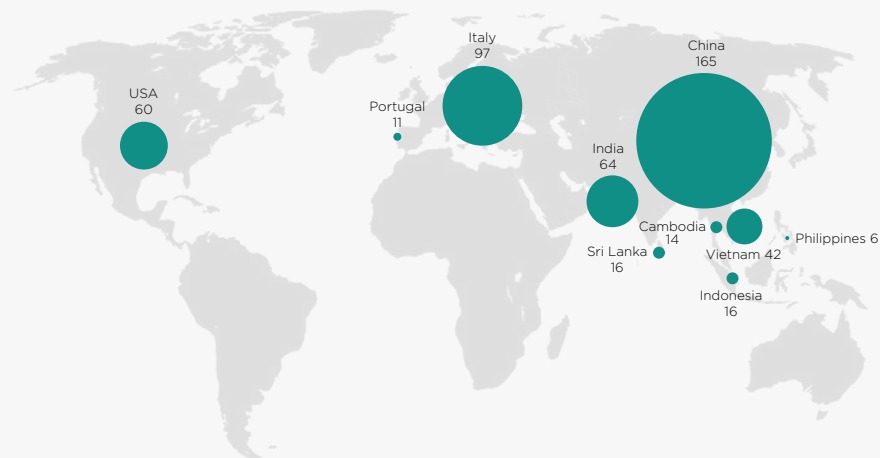 Italy
97
China
165
USA
60
Portugal
11
India
64
Cambodia
14
Philippines 6
Sri Lanka
16
Vietnam 42
Indonesia
16